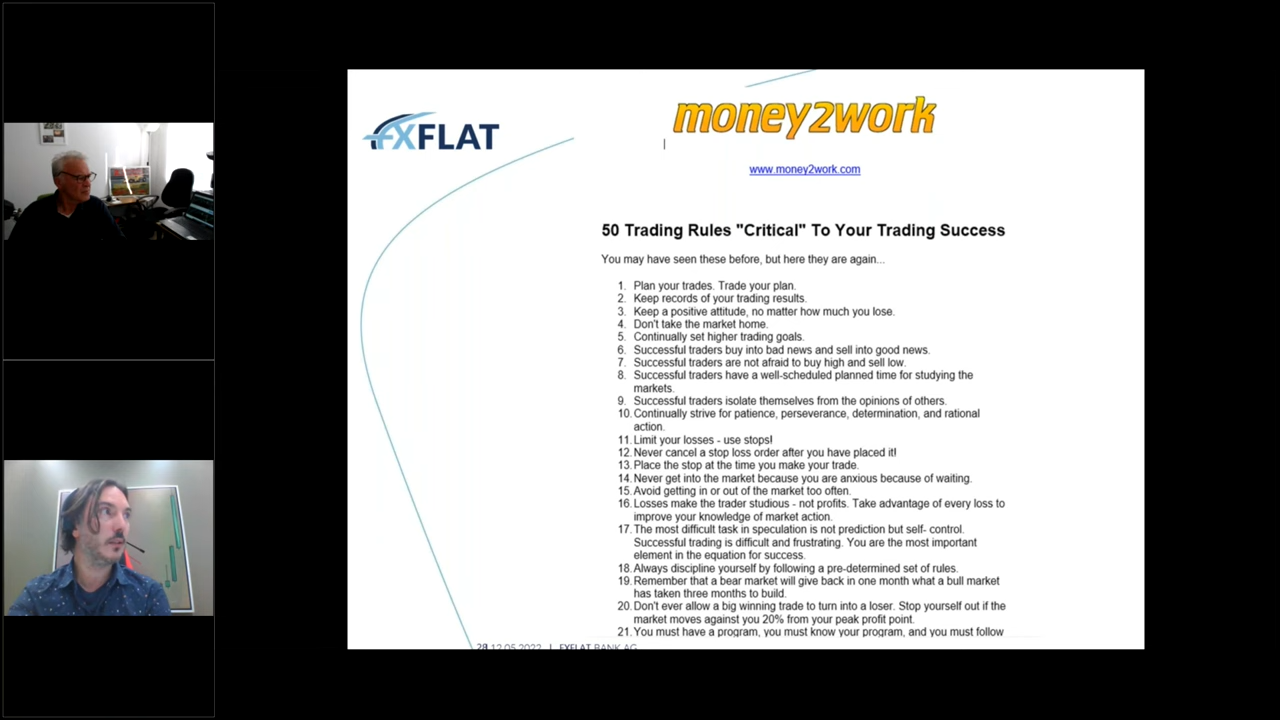 FXFLAT
money2work
www.money2work.com
50 Trading Rules "Critical" To Your Trading Success
You may have seen these before, but here they are again...
1. Plan your trades. Trade your plan.
2. Keep records of your trading results.
3. Keep a positive attitude, no matter how much you lose.
4. Don't take the market home.
5. Continually set higher trading goals.
6. Successful traders buy into bad news and sell into good news.
7. Successful traders are not afraid to buy high and sell low.
8. Successful traders have a well-scheduled planned time for studying the
markets.
9. Successful traders isolate themselves from the opinions of others.
10. Continually strive for patience, perseverance, determination, and rational
action.
11. Limit your losses - use stops!
12. Never cancel a stop loss order after you have placed it!
13. Place the stop at the time you make your trade.
14. Never get into the market because you are anxious because of waiting.
15. Avoid getting in or out of the market too often.
16. Losses make the trader studious - not profits. Take advantage of every loss to
improve your knowledge of market action.
17. The most difficult task in speculation is not prediction but self- control.
Successful trading is difficult and frustrating. You are the most important
element in the equation for success.
18. Always discipline yourself by following a pre-determined set of rules.
19. Remember that a bear market will give back in one month what a bull market
has taken three months to build.
20. Don't ever allow a big winning trade to turn into a loser. Stop yourself out if the
market moves against you 20% from your peak profit point.
21. You must have a program, you must know your program, and you must follow
28 12.05.2022 | FXFLAT BANK AG